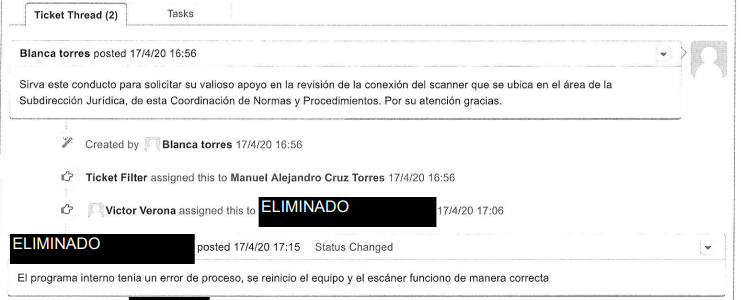 Ticket Thread (2) Tasks
Blanca torres posted 17/4/20 16:56
Sirva este conducto para solicitar su valioso apoyo en la revisión de la conexión del scanner que se ubica en el área de la
Subdirección Jurídica, de esta Coordinación de Normas y Procedimientos. Por su atención gracias.
Created by Blanca torres 17/4/20 16:56
Ticket Filter assigned this to Manuel Alejandro Cruz Torres 17/4/20 16:56
Victor Verona assigned this to ELIMINADO 17/4/20 17:06
ELIMINADO posted 17/4/20 17:15 Status Changed
El programa interno tenia un error de proceso, se reinicio el equipo y el escáner funciono de manera correcta